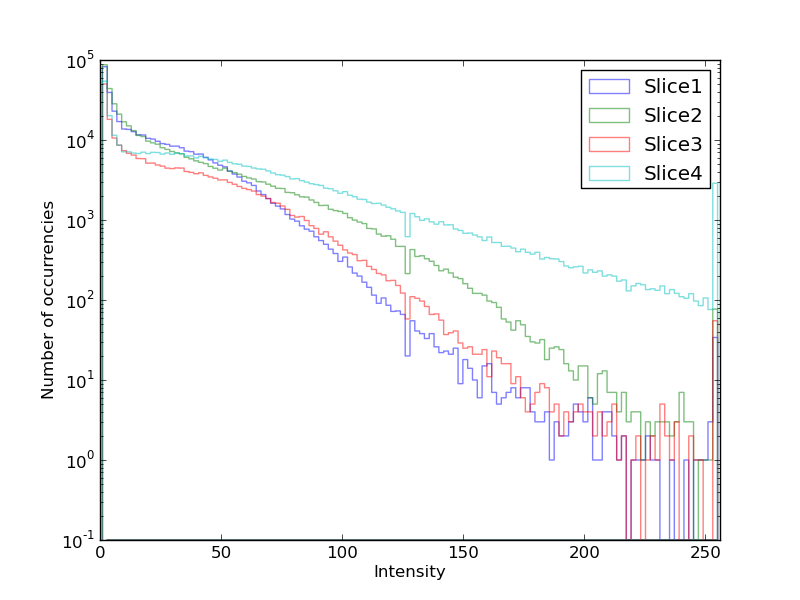 10^5
10^4
10^3
10^2
10^1
10^0
10^-1
Number of occurrencies
0 50 100 150 200 250
Intensity
Slice1
Slice2
Slice3
Slice4